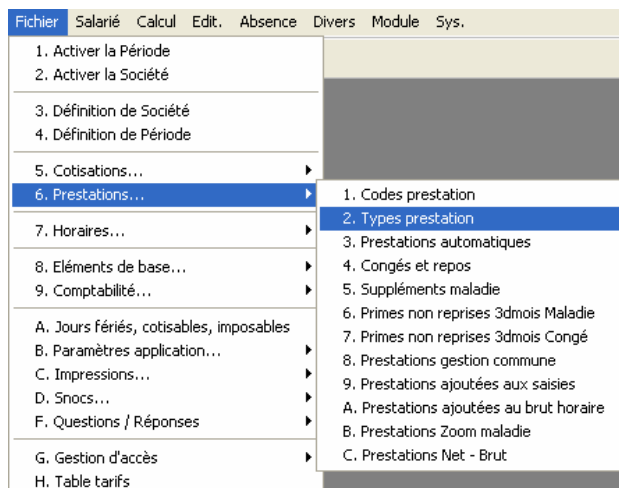 Fichier Salarié Calcul Edit. Absence Divers Module Sys.
1. Activer la Période
2. Activer la Société
3. Définition de Société
4. Définition de Période
5. Cotisations...
6. Prestations...
7. Horaires...
8. Eléments de base...
9. Comptabilité...
A. Jours fériés, cotisables, imposables
B. Paramètres application...
C. Impressions...
D. Snocs...
F. Questions / Réponses
G. Gestion d'accès
H. Table tarifs
1. Codes prestation
2. Types prestation
3. Prestations automatiques
4. Congés et repos
5. Suppléments maladie
6. Primes non reprises 3dmois Maladie
7. Primes non reprises 3dmois Congé
8. Prestations gestion commune
9. Prestations ajoutées aux saisies
A. Prestations ajoutées au brut horaire
B. Prestations Zoom maladie
C. Prestations Net - Brut